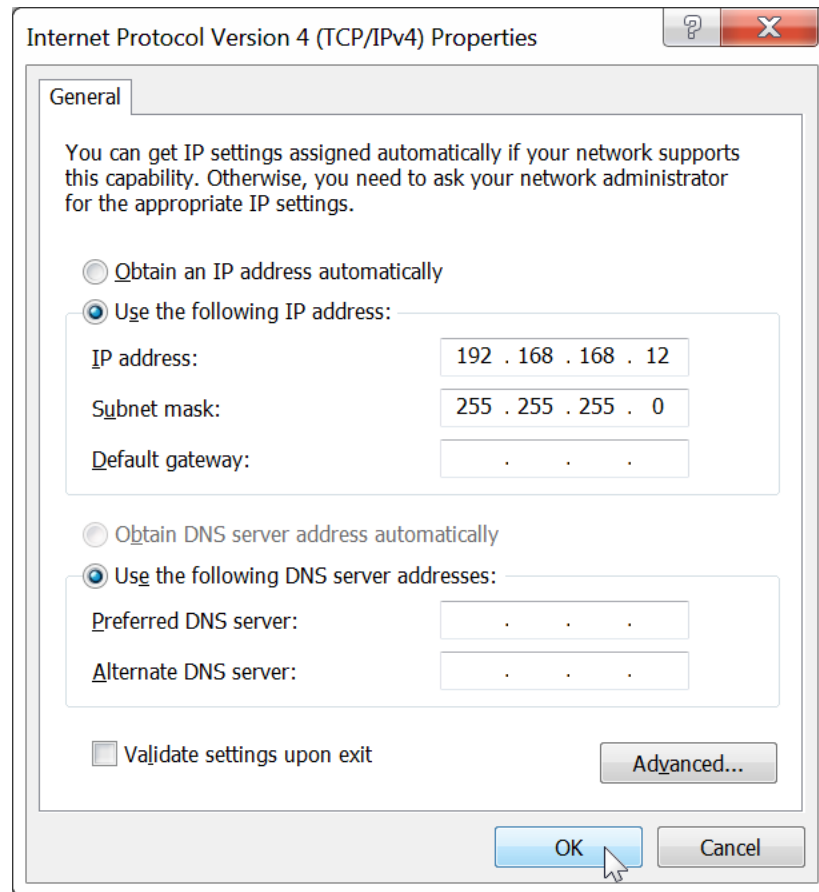 Internet Protocol Version 4 (TCP/IPv4) Properties
General
You can get IP settings assigned automatically if your network supports
this capability. Otherwise, you need to ask your network administrator
for the appropriate IP settings.
Obtain an IP address automatically
Use the following IP address:
IP address: 192 . 168 . 168 . 12
Subnet mask: 255 . 255 . 255 . 0
Default gateway: . . .
Obtain DNS server address automatically
Use the following DNS server addresses:
Preferred DNS server: . . .
Alternate DNS server: . . .
Validate settings upon exit
Advanced...
OK Cancel